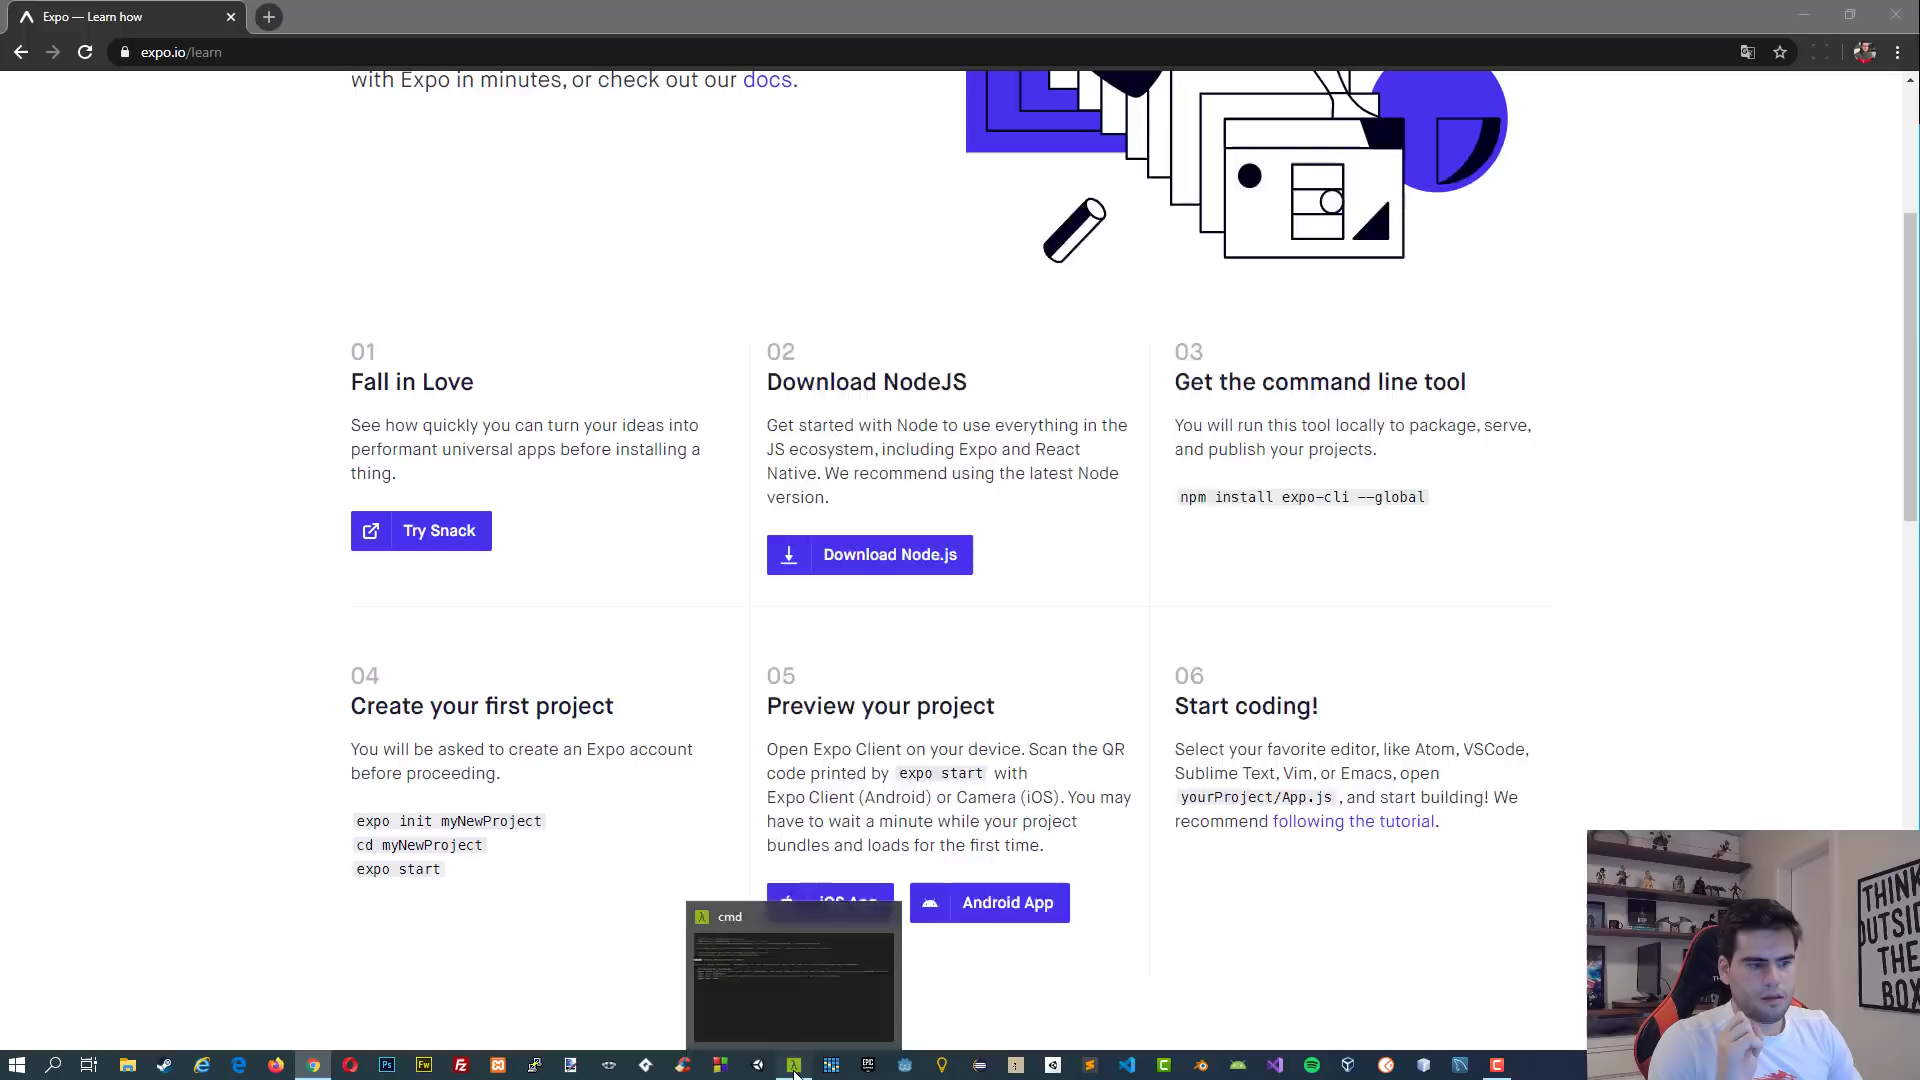 Expo — Learn how
expo.io/learn
with Expo in minutes, or check out our docs.
01
Fall in Love
See how quickly you can turn your ideas into
performant universal apps before installing a
thing.
Try Snack
02
Download NodeJS
Get started with Node to use everything in the
JS ecosystem, including Expo and React
Native. We recommend using the latest Node
version.
Download Node.js
03
Get the command line tool
You will run this tool locally to package, serve,
and publish your projects.
npm install expo-cli --global
04
Create your first project
You will be asked to create an Expo account
before proceeding.
expo init myNewProject
cd myNewProject
expo start
05
Preview your project
Open Expo Client on your device. Scan the QR
code printed by expo start with
Expo Client (Android) or Camera (iOS). You may
have to wait a minute while your project
bundles and loads for the first time.
iOS App
Android App
06
Start coding!
Select your favorite editor, like Atom, VSCode,
Sublime Text, Vim, or Emacs, open
yourProject/App.js , and start building! We
recommend following the tutorial.
cmd
THINK
OUTSIDE
THE
BOX